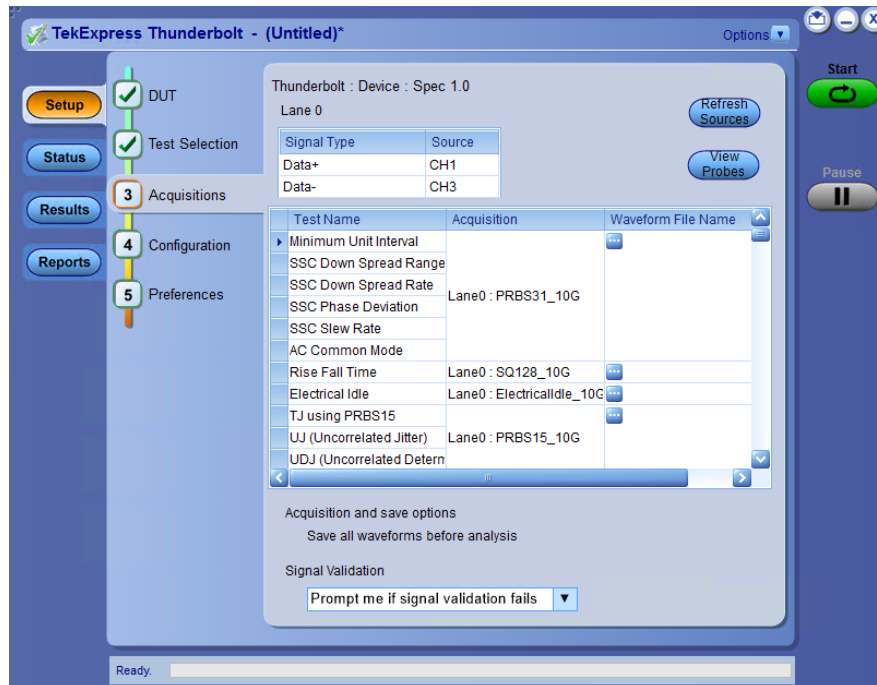 TekExpress Thunderbolt - (Untitled)*
Options
Start
Pause
Setup
Status
Results
Reports
DUT
Test Selection
3 Acquisitions
4 Configuration
5 Preferences
Thunderbolt : Device : Spec 1.0
Lane 0
Refresh
Sources
View
Probes
Signal Type Source
Data+ CH1
Data- CH3
Test Name Acquisition Waveform File Name
Minimum Unit Interval
SSC Down Spread Range
SSC Down Spread Rate
SSC Phase Deviation
Lane0 : PRBS31_10G
SSC Slew Rate
AC Common Mode
Rise Fall Time Lane0 : SQ128_10G
Electrical Idle Lane0 : ElectricalIdle_10G
TJ using PRBS15
UJ (Uncorrelated Jitter) Lane0 : PRBS15_10G
UDJ (Uncorrelated Determ
Acquisition and save options
Save all waveforms before analysis
Signal Validation
Prompt me if signal validation fails
Ready.